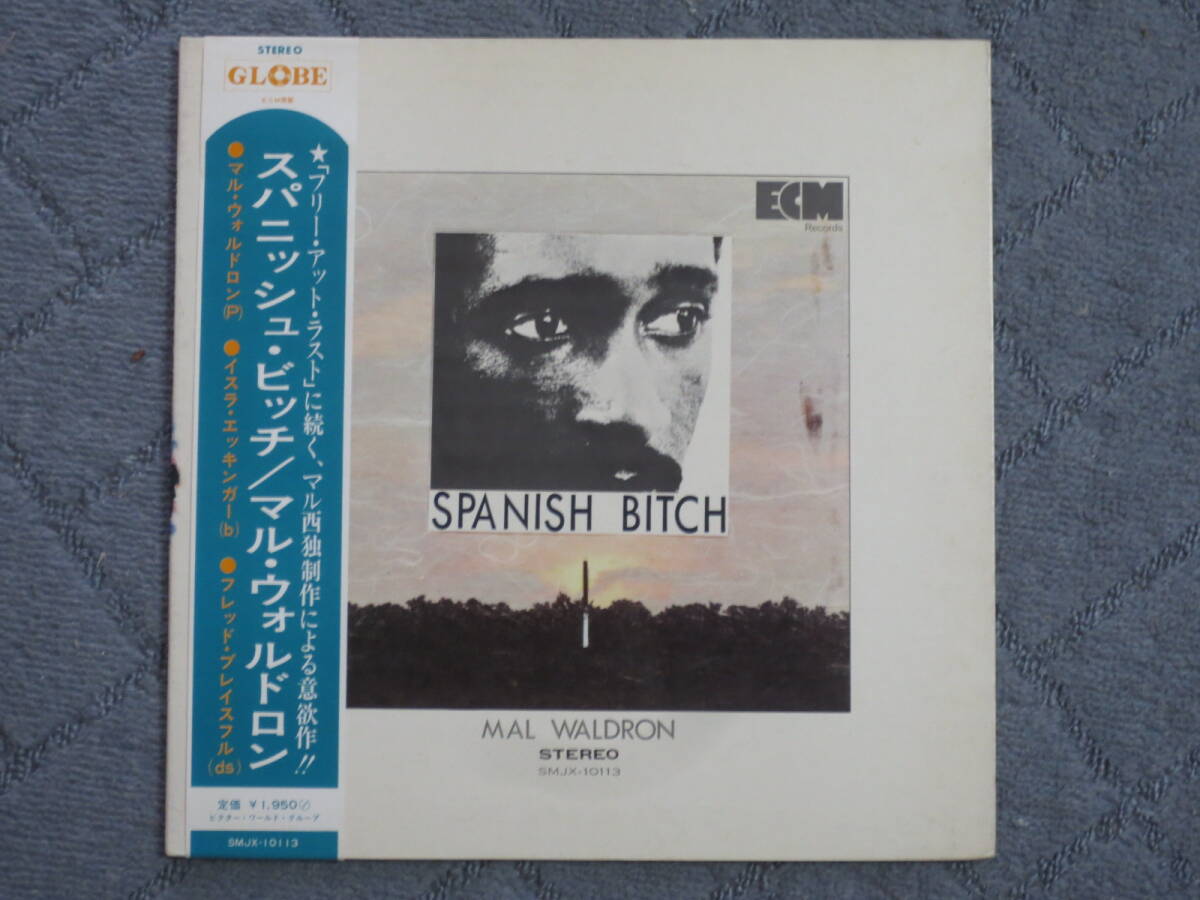 STEREO
GLOBE
ECM原盤
★「フリー・アット・ラスト」に続く、マル西独制作による意欲作!!
スパニッシュ・ビッチ/マル・ウォルドロン
●マル・ウォルドロン(P) ●イスラ・エッキンガー(b) ●フレッド・ブレイスフル(ds)
定価 ¥1,950
ビクター・ワールド・グループ
SMJX-10113
ECM
Records
SPANISH BITCH
MAL WALDRON
STEREO
SMJX-10113